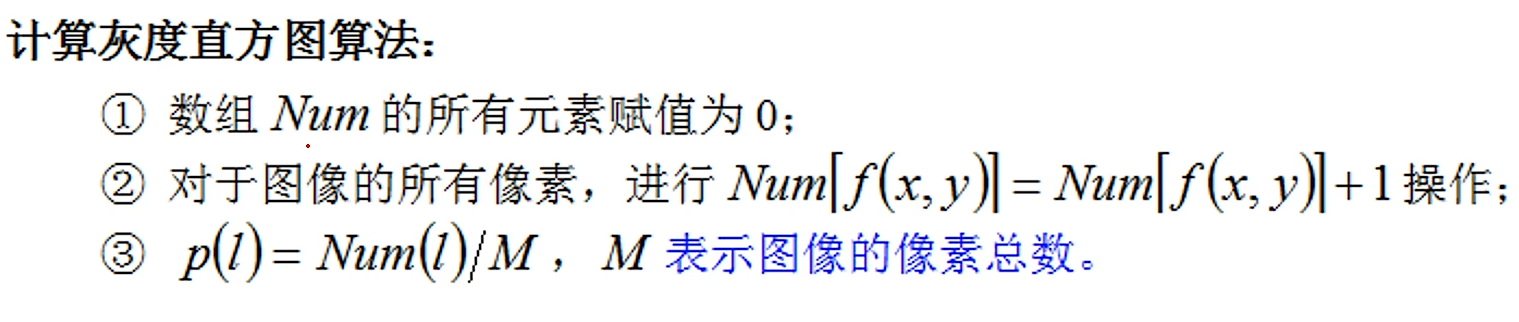 计算灰度直方图算法：
① 数组 Num 的所有元素赋值为 0；
② 对于图像的所有像素，进行 Num[f(x, y)] = Num[f(x, y)]+1 操作；
③ p(l) = Num(l)/M ， M 表示图像的像素总数。